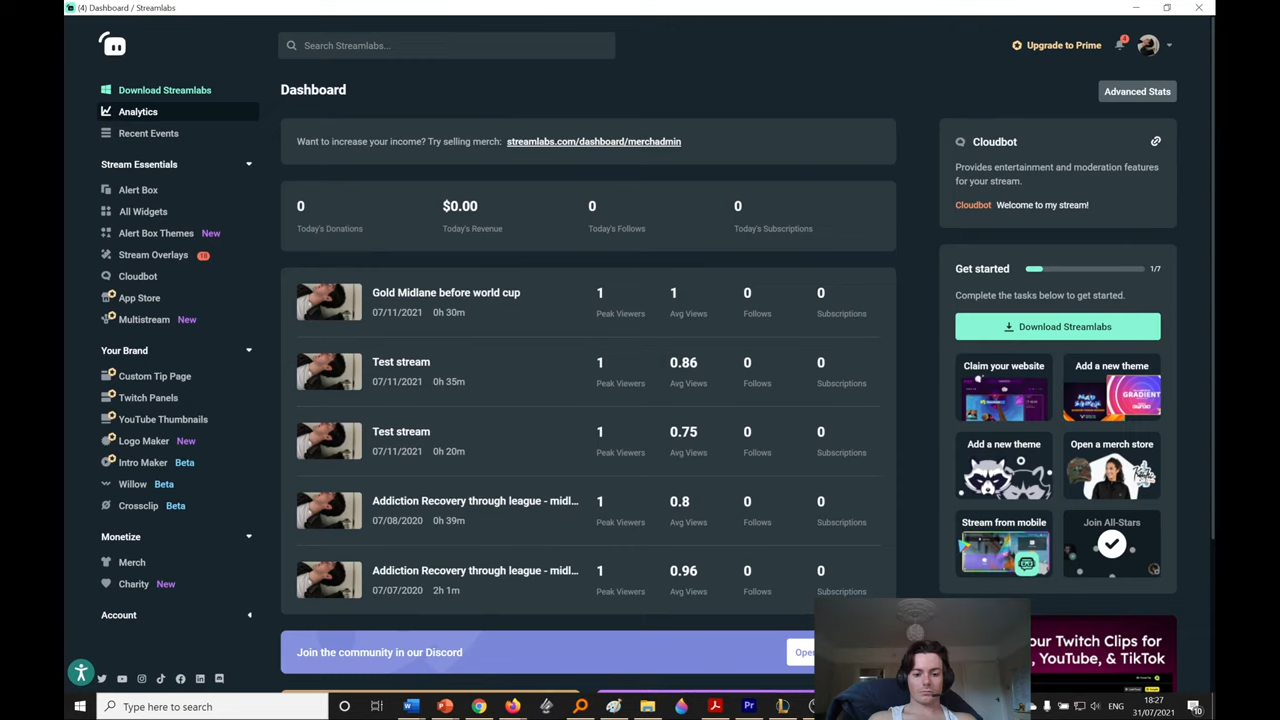 (4) Dashboard / Streamlabs
Search Streamlabs...
Upgrade to Prime
4
Download Streamlabs
Analytics
Recent Events
Stream Essentials
Alert Box
All Widgets
Alert Box Themes New
Stream Overlays 18
Cloudbot
App Store
Multistream New
Your Brand
Custom Tip Page
Twitch Panels
YouTube Thumbnails
Logo Maker New
Intro Maker Beta
Willow Beta
Crossclip Beta
Monetize
Merch
Charity New
Account
Dashboard
Advanced Stats
Want to increase your income? Try selling merch: streamlabs.com/dashboard/merchadmin
0 $0.00 0 0
Today's Donations Today's Revenue Today's Follows Today's Subscriptions
Gold Midlane before world cup 1 1 0 0
07/11/2021 0h 30m Peak Viewers Avg Views Follows Subscriptions
Test stream 1 0.86 0 0
07/11/2021 0h 35m Peak Viewers Avg Views Follows Subscriptions
Test stream 1 0.75 0 0
07/11/2021 0h 20m Peak Viewers Avg Views Follows Subscriptions
Addiction Recovery through league - midl... 1 0.8 0 0
07/08/2020 0h 39m Peak Viewers Avg Views Follows Subscriptions
Addiction Recovery through league - midl... 1 0.96 0 0
07/07/2020 2h 1m Peak Viewers Avg Views Follows Subscriptions
Join the community in our Discord
Cloudbot
Provides entertainment and moderation features
for your stream.
Cloudbot Welcome to my stream!
Get started 1/7
Complete the tasks below to get started.
Download Streamlabs
Claim your website
Add a new theme
GRADIENT
Add a new theme
Open a merch store
Stream from mobile
Join All-Stars
our Twitch Clips for
, YouTube, & TikTok
Type here to search
ENG
18:27
31/07/2021
10